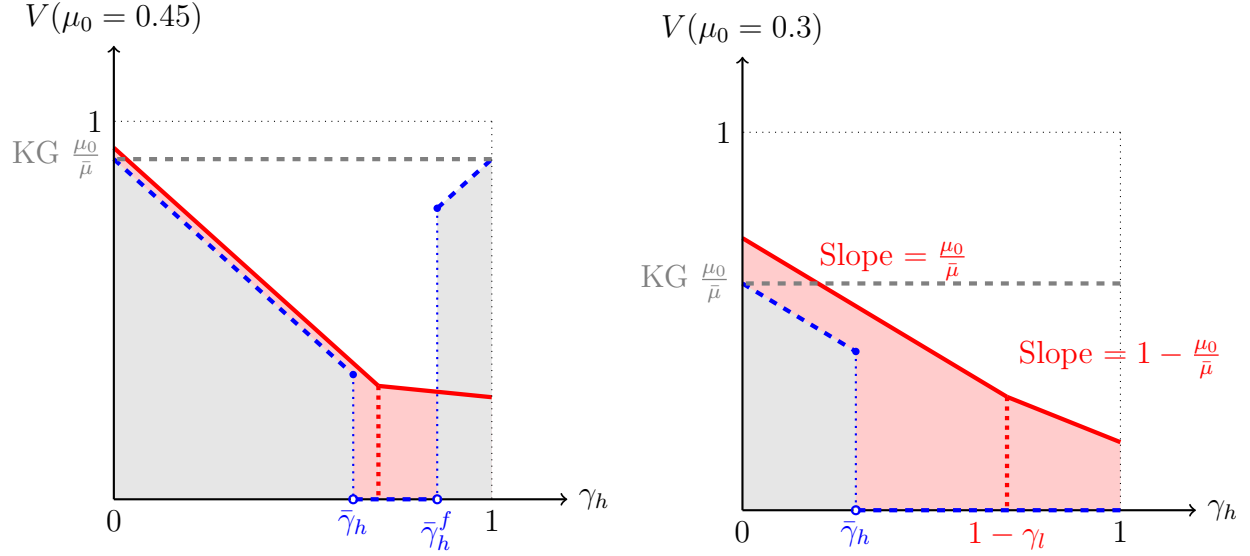 V(μ₀ = 0.45)
1
KG μ₀/μ̄
0
γ̄ₕ
γ̄ₕᶠ
1
γₕ
V(μ₀ = 0.3)
1
KG μ₀/μ̄
Slope = μ₀/μ̄
Slope = 1 − μ₀/μ̄
0
γ̄ₕ
1 − γₗ
1
γₕ